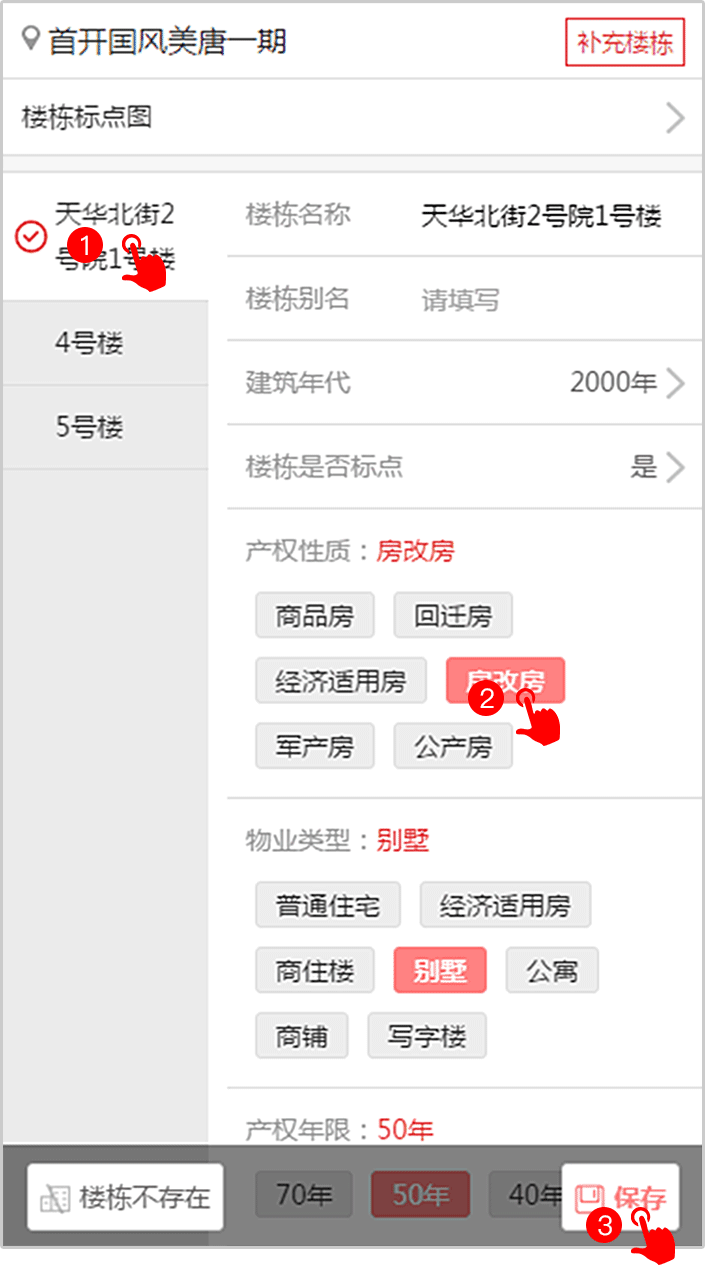 首开国风美唐一期
补充楼栋
楼栋标点图
天华北街2
号院1号楼
1
4号楼
5号楼
楼栋名称 天华北街2号院1号楼
楼栋别名 请填写
建筑年代 2000年
楼栋是否标点 是
产权性质：房改房
商品房 回迁房
经济适用房 房改房
2
军产房 公产房
物业类型：别墅
普通住宅 经济适用房
商住楼 别墅 公寓
商铺 写字楼
产权年限：50年
70年 50年 40年
楼栋不存在 保存
3